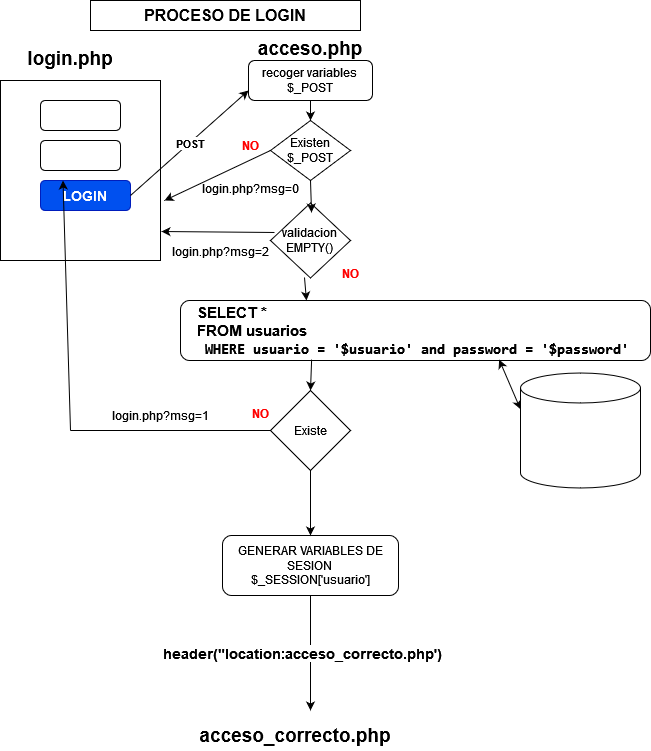 PROCESO DE LOGIN
login.php
acceso.php
recoger variables
$_POST
POST
NO
Existen
$_POST
login.php?msg=0
LOGIN
validacion
EMPTY()
login.php?msg=2
NO
SELECT *
FROM usuarios
WHERE usuario = '$usuario' and password = '$password'
login.php?msg=1
NO
Existe
GENERAR VARIABLES DE
SESION
$_SESSION['usuario']
header("location:acceso_correcto.php')
acceso_correcto.php